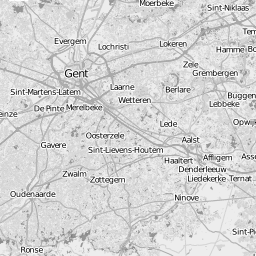 Moerbeke
Sint-Niklaas
Evergem
Lochristi
Lokeren
Hamme
Zele
Gent
Grembergen
Sint-Martens-Latem
Laarne
Berlare
Wetteren
De Pinte
Merelbeke
Lebbeke
Lede
Oosterzele
Aalst
Gavere
Sint-Lievens-Houtem
Haaltert
Affligem
Denderleeuw
Zwalm
Liedekerke
Ternat
Zottegem
Oudenaarde
Ninove
Ronse